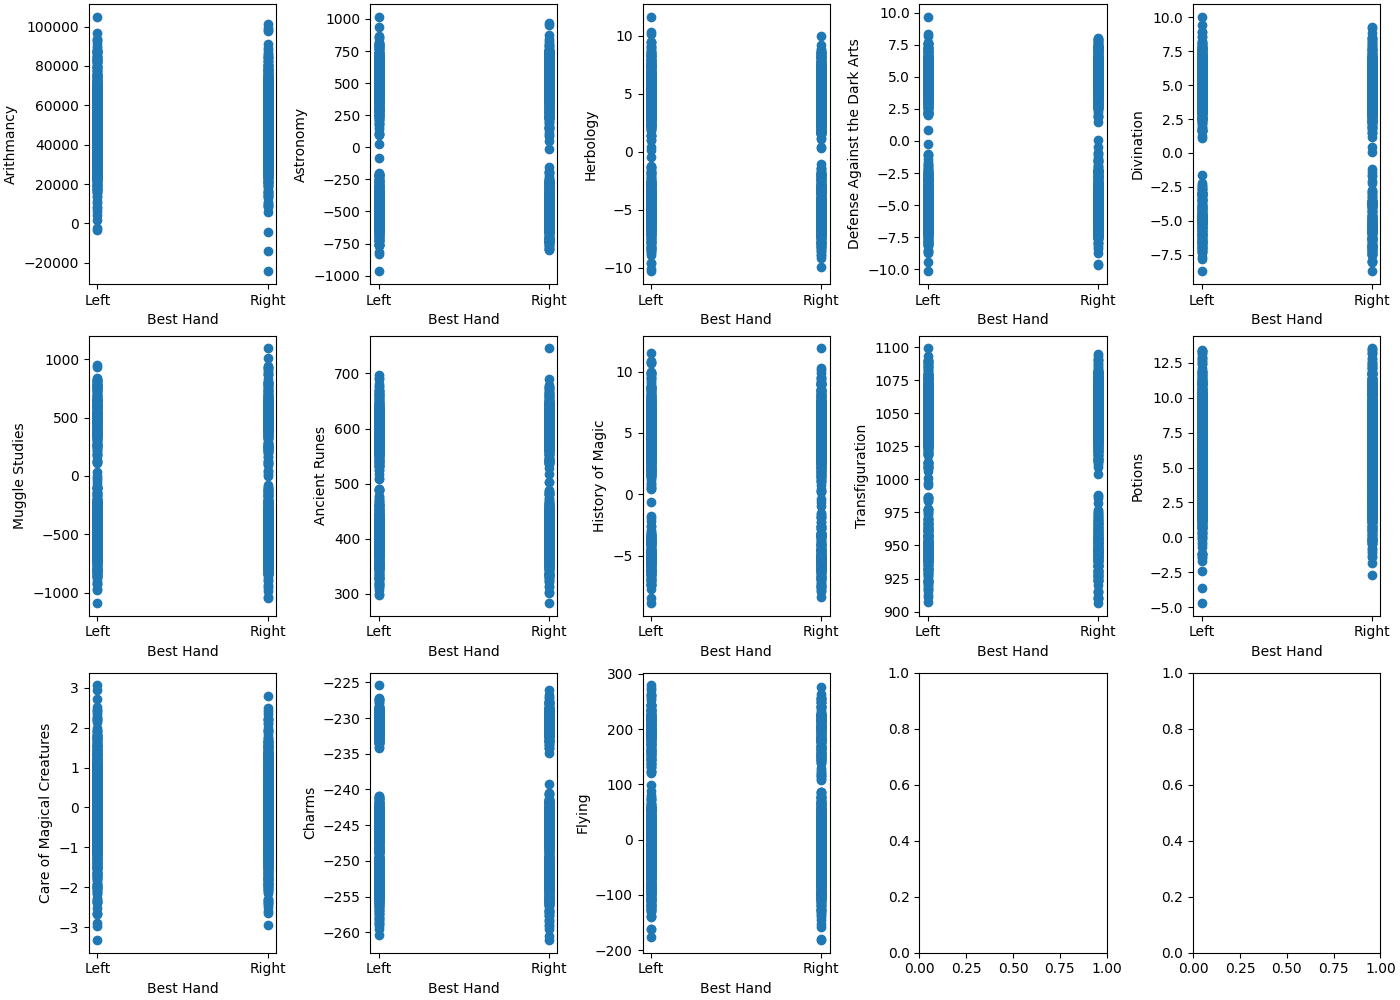 Arithmancy
100000
80000
60000
40000
20000
0
−20000
Left
Right
Best Hand
Astronomy
1000
750
500
250
0
−250
−500
−750
−1000
Left
Right
Best Hand
Herbology
10
5
0
−5
−10
Left
Right
Best Hand
Defense Against the Dark Arts
10.0
7.5
5.0
2.5
0.0
−2.5
−5.0
−7.5
−10.0
Left
Right
Best Hand
Divination
10.0
7.5
5.0
2.5
0.0
−2.5
−5.0
−7.5
Left
Right
Best Hand
Muggle Studies
1000
500
0
−500
−1000
Left
Right
Best Hand
Ancient Runes
700
600
500
400
300
Left
Right
Best Hand
History of Magic
10
5
0
−5
Left
Right
Best Hand
Transfiguration
1100
1075
1050
1025
1000
975
950
925
900
Left
Right
Best Hand
Potions
12.5
10.0
7.5
5.0
2.5
0.0
−2.5
−5.0
Left
Right
Best Hand
Care of Magical Creatures
3
2
1
0
−1
−2
−3
Left
Right
Best Hand
Charms
−225
−230
−235
−240
−245
−250
−255
−260
Left
Right
Best Hand
Flying
300
200
100
0
−100
−200
Left
Right
Best Hand
1.0
0.8
0.6
0.4
0.2
0.0
0.00
0.25
0.50
0.75
1.00
1.0
0.8
0.6
0.4
0.2
0.0
0.00
0.25
0.50
0.75
1.00